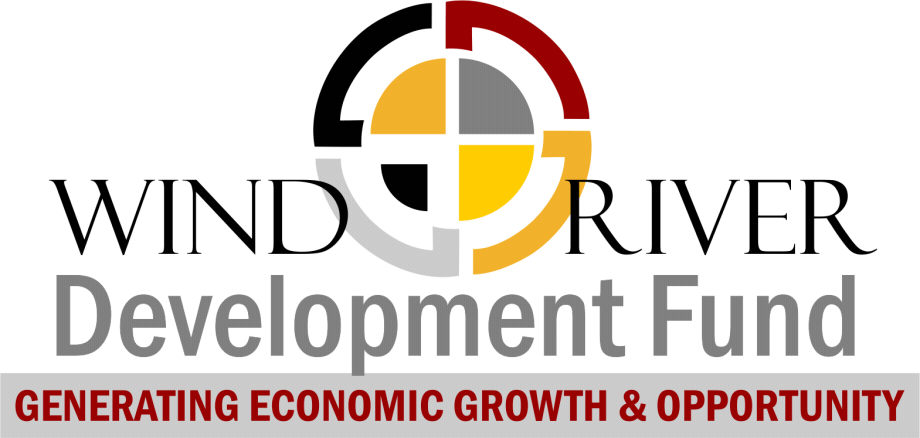 WIND RIVER
Development Fund
GENERATING ECONOMIC GROWTH & OPPORTUNITY